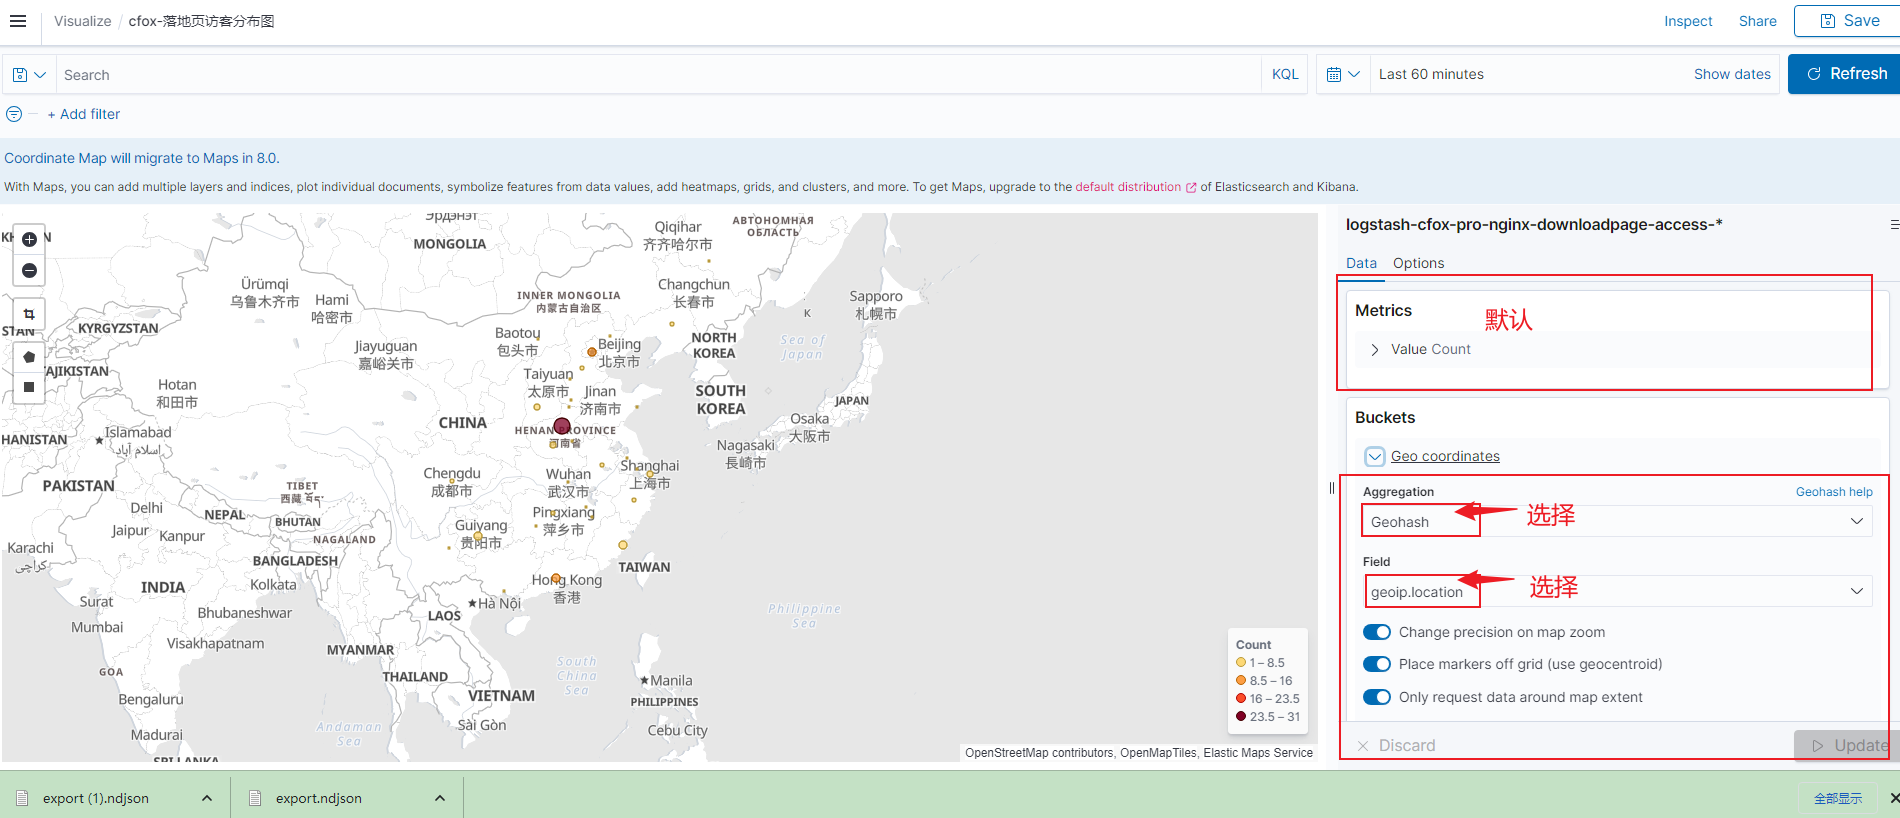 Visualize / cfox-落地页访客分布图
Inspect
Share
Save
Search
KQL
Last 60 minutes
Show dates
Refresh
+ Add filter
Coordinate Map will migrate to Maps in 8.0.
With Maps, you can add multiple layers and indices, plot individual documents, symbolize features from data values, add heatmaps, grids, and clusters, and more. To get Maps, upgrade to the default distribution of Elasticsearch and Kibana.
MONGOLIA
Qiqihar
齐齐哈尔市
АВТОНОМНАЯ
ОБЛАСТЬ
Ürümqi
乌鲁木齐市
Hami
哈密市
INNER MONGOLIA
内蒙古自治区
Changchun
长春市
Sapporo
札幌市
K
STAN
KYRGYZSTAN
Baotou
包头市
Beijing
北京市
NORTH
KOREA
Sea of
Japan
Jiayuguan
嘉峪关市
AJIKISTAN
Hotan
和田市
Taiyuan
太原市
Jinan
济南市
SOUTH
KOREA
JAPAN
Osaka
大阪市
CHINA
HENAN PROVINCE
河南省
HANISTAN
Islamabad
اسلام آباد
Nagasaki
長崎市
Chengdu
成都市
Wuhan
武汉市
Shanghai
上海市
PAKISTAN
TIBET
西藏 བོད་
Delhi
NEPAL
BHUTAN
Pingxiang
萍乡市
Jaipur
Kanpur
NAGALAND
Guiyang
贵阳市
Karachi
کراچی
BANGLADESH
TAIWAN
INDIA
Kolkata
Hong Kong
香港
Surat
Bhubaneshwar
Hà Nội
LAOS
Philippine
Sea
Mumbai
Visakhapatnam
MYANMAR
GOA
THAILAND
South
China
Sea
Manila
PHILIPPINES
Bengaluru
VIETNAM
Andaman
Sea
Sài Gòn
Cebu City
Madurai
SRI LANKA
Count
1 – 8.5
8.5 – 16
16 – 23.5
23.5 – 31
OpenStreetMap contributors, OpenMapTiles, Elastic Maps Service
logstash-cfox-pro-nginx-downloadpage-access-*
Data
Options
Metrics
默认
Value Count
Buckets
Geo coordinates
Aggregation
Geohash help
Geohash
选择
Field
geoip.location
选择
Change precision on map zoom
Place markers off grid (use geocentroid)
Only request data around map extent
Discard
Update
export (1).ndjson
export.ndjson
全部显示